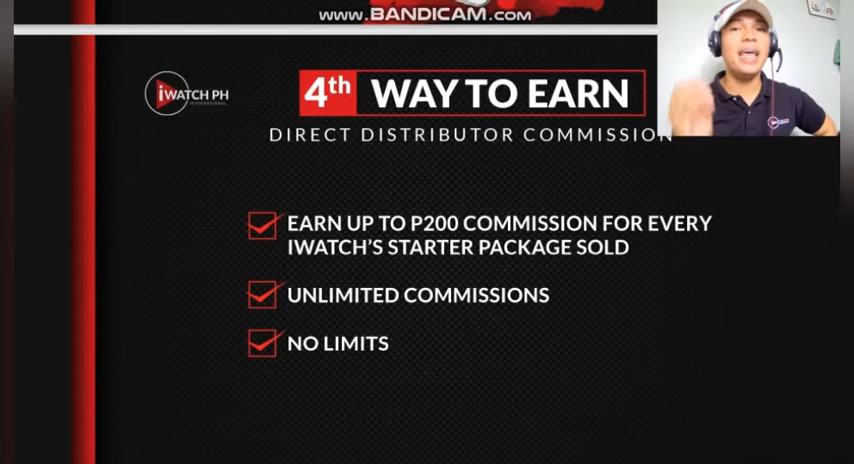 WWW.BANDICAM.COM
iWATCH PH
INTERNATIONAL
4th WAY TO EARN
DIRECT DISTRIBUTOR COMMISSION
EARN UP TO P200 COMMISSION FOR EVERY
IWATCH'S STARTER PACKAGE SOLD
UNLIMITED COMMISSIONS
NO LIMITS